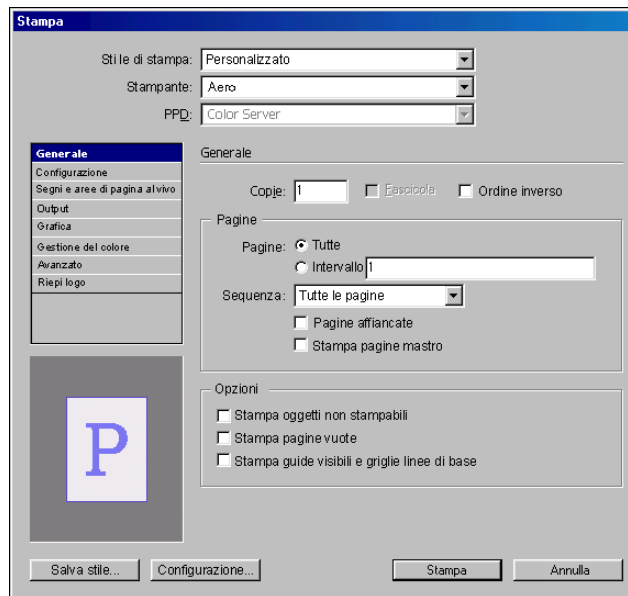 Stampa
Stile di stampa: Personalizzato
Stampante: Aero
PPD: Color Server
Generale
Configurazione
Segni e aree di pagina al vivo
Output
Grafica
Gestione del colore
Avanzato
Riepilogo
Generale
Copie: 1 Fascicola Ordine inverso
Pagine
Pagine: Tutte
Intervallo 1
Sequenza: Tutte le pagine
Pagine affiancate
Stampa pagine mastro
Opzioni
Stampa oggetti non stampabili
Stampa pagine vuote
Stampa guide visibili e griglie linee di base
P
Salva stile... Configurazione... Stampa Annulla